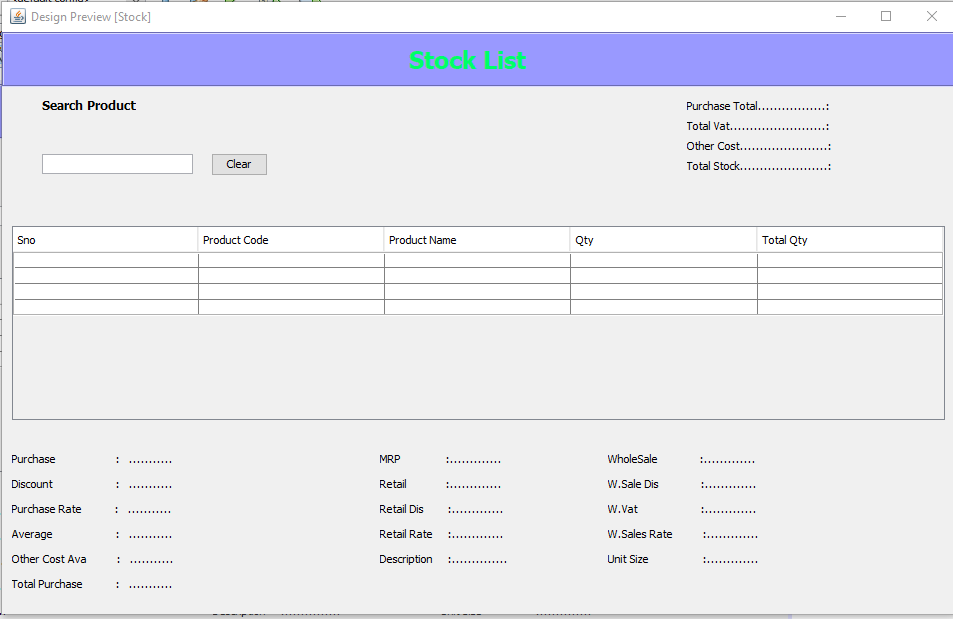 Design Preview [Stock]
Stock List
Search Product
Clear
Purchase Total.................:
Total Vat........................:
Other Cost......................:
Total Stock......................:
Sno Product Code Product Name Qty Total Qty
Purchase : ........... MRP :............. WholeSale :.............
Discount : ........... Retail :............. W.Sale Dis :.............
Purchase Rate : ........... Retail Dis :............. W.Vat :.............
Average : ........... Retail Rate :............. W.Sales Rate :.............
Other Cost Ava : ........... Description :.............. Unit Size :.............
Total Purchase : ...........